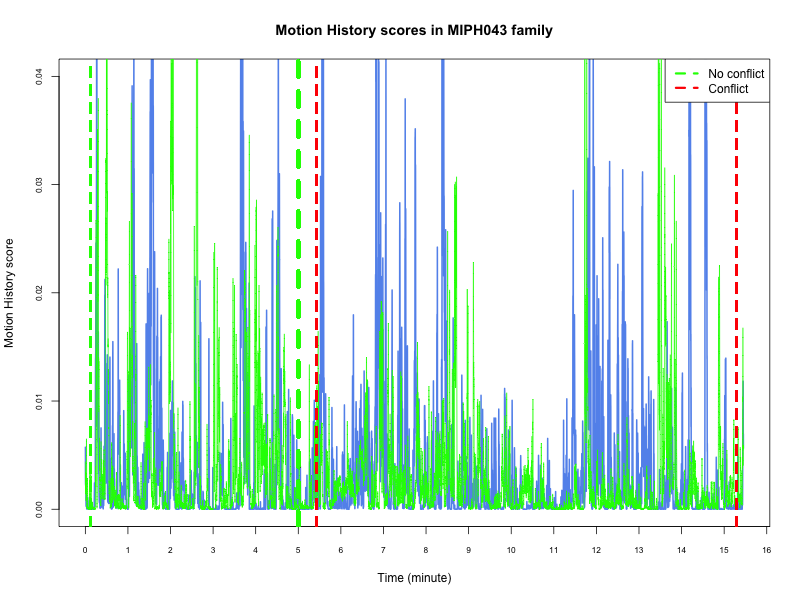 Motion History scores in MIPH043 family
No conflict
Conflict
Motion History score
0.04
0.03
0.02
0.01
0.00
0 1 2 3 4 5 6 7 8 9 10 11 12 13 14 15 16
Time (minute)